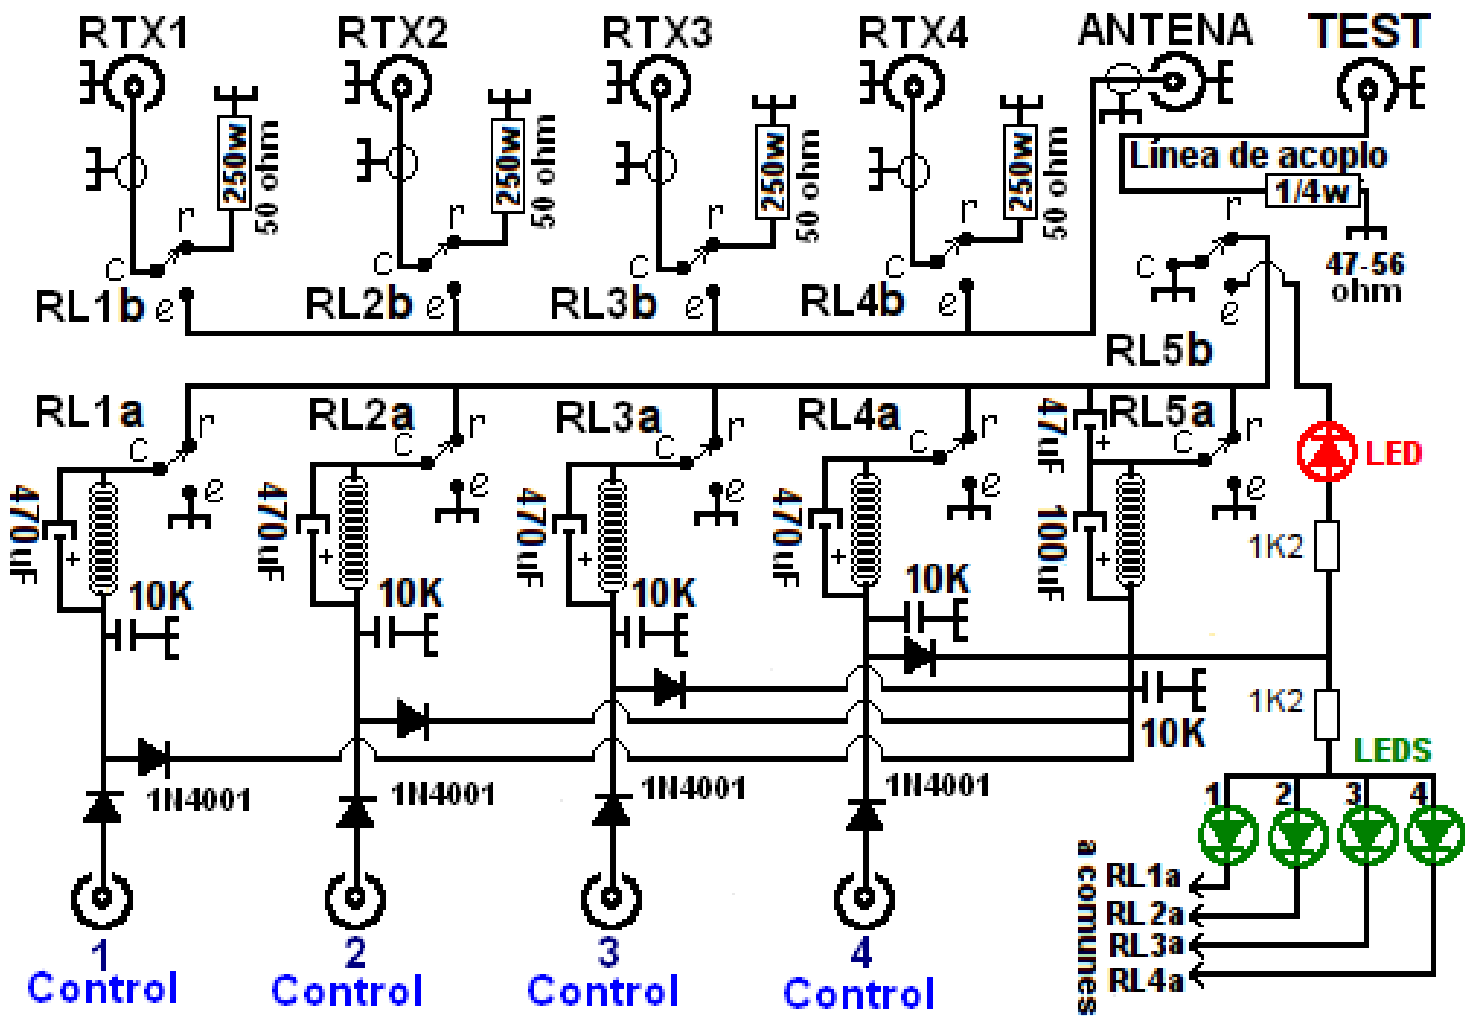 RTX1 RTX2 RTX3 RTX4 ANTENA TEST
250w
50 ohm
250w
50 ohm
250w
50 ohm
250w
50 ohm
Línea de acoplo
1/4w
47-56
ohm
r
C
RL1b e
r
C
RL2b e
r
C
RL3b e
r
C
RL4b e
r
C
e
RL5b
RL1a
r
C
e
470uF
+
10K
RL2a
r
C
e
470uF
+
10K
RL3a
r
C
e
470uF
+
10K
RL4a
r
C
e
470uF
+
10K
47uF
+
RL5a
r
C
e
100uF
+
10K
LED
1K2
1K2
LEDS
1 2 3 4
1N4001 1N4001 1N4001 1N4001
a comunes
RL1a
RL2a
RL3a
RL4a
1 2 3 4
Control Control Control Control